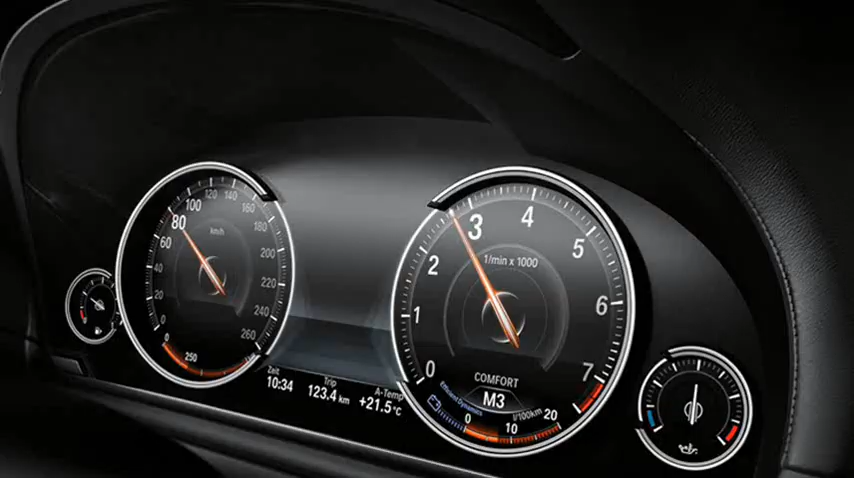 100
120
140
160
180
200
220
240
260
80
60
40
20
0
km/h
0
250
Zeit
10:34
Trip
123.4 km
A-Temp
+21.5°C
0
1
2
3
4
5
6
7
1/min x 1000
COMFORT
M3
EfficientDynamics
l/100km
0
10
20